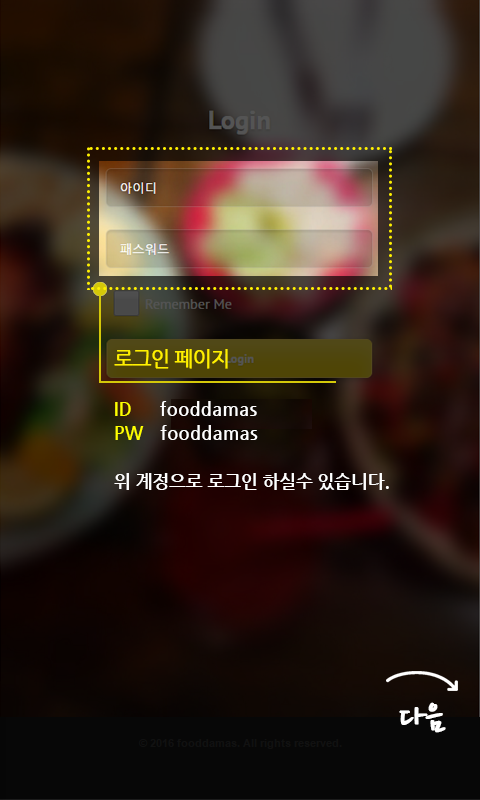 Login
아이디
패스워드
Remember Me
Login
로그인 페이지
ID fooddamas
PW fooddamas
위 계정으로 로그인 하실수 있습니다.
다음
© 2016 fooddamas. All rights reserved.